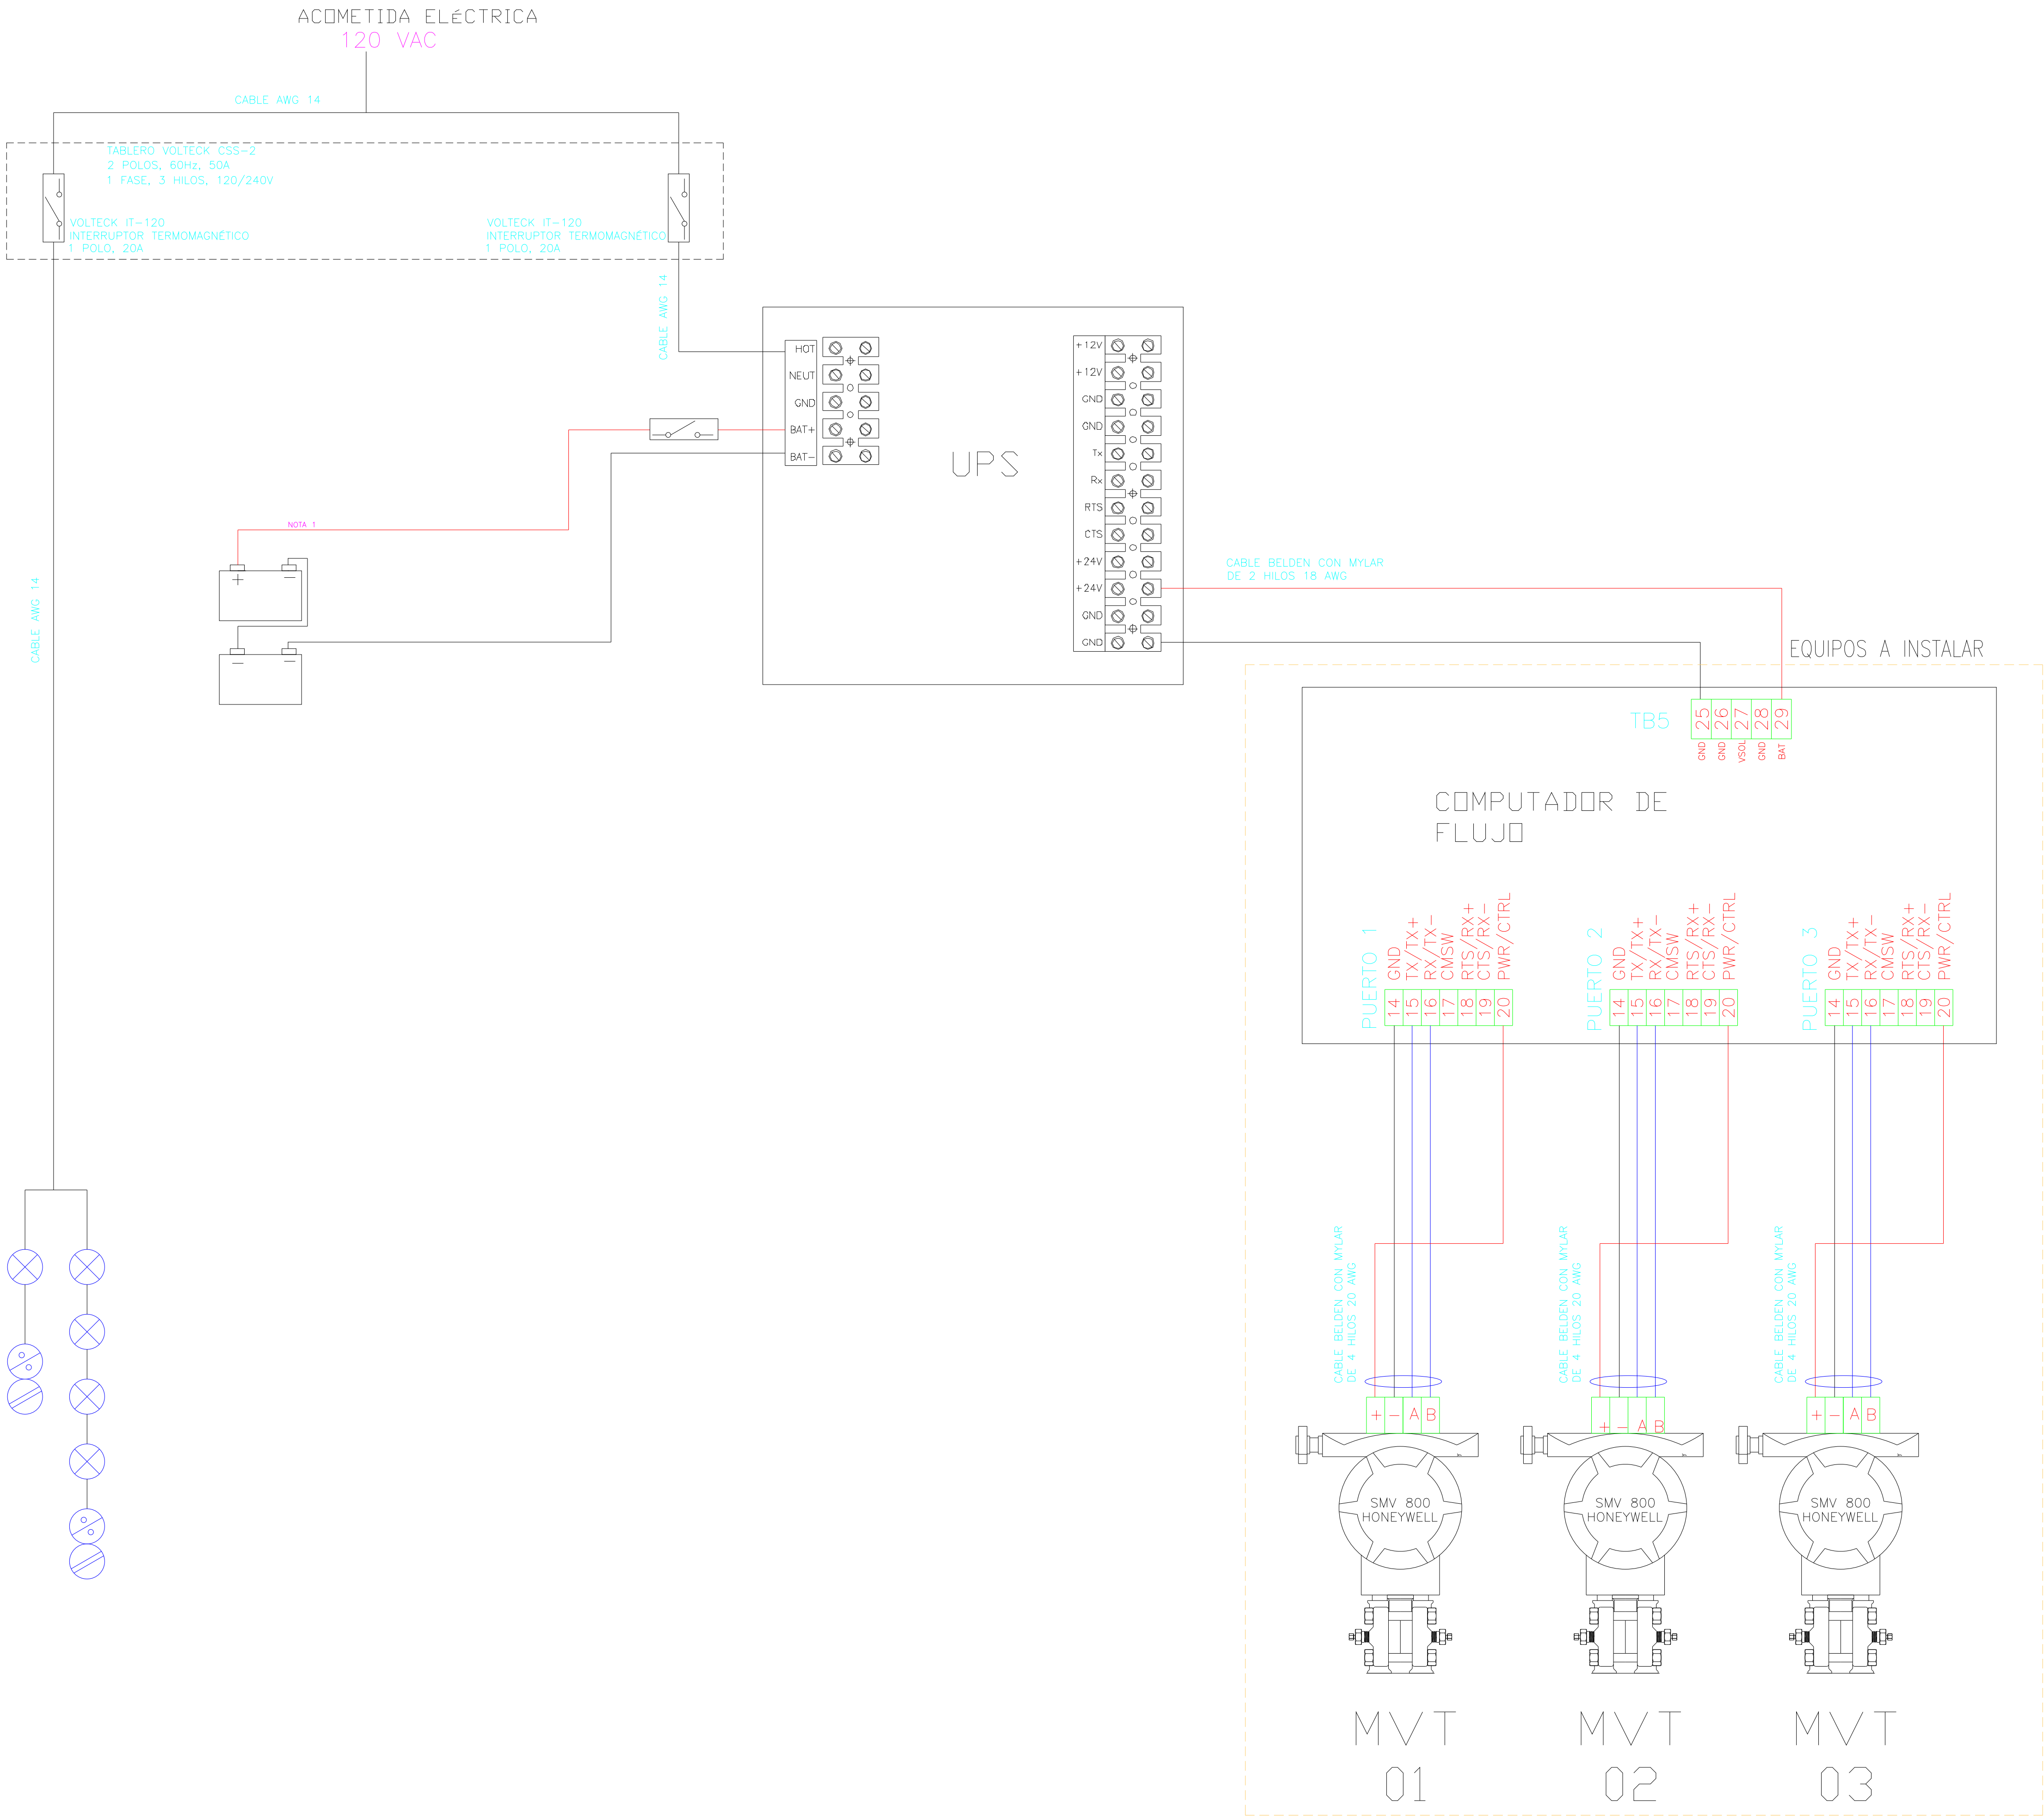 ACOMETIDA ELéCTRICA
120 VAC
CABLE AWG 14
TABLERO VOLTECK CSS-2
2 POLOS, 60Hz, 50A
1 FASE, 3 HILOS, 120/240V
VOLTECK IT-120
INTERRUPTOR TERMOMAGNÉTICO
1 POLO, 20A
VOLTECK IT-120
INTERRUPTOR TERMOMAGNÉTICO
1 POLO, 20A
CABLE AWG 14
CABLE AWG 14
NOTA 1
+
-
-
-
HOT
NEUT
GND
BAT+
BAT-
UPS
+12V
+12V
GND
GND
Tx
Rx
RTS
CTS
+24V
+24V
GND
GND
CABLE BELDEN CON MYLAR
DE 2 HILOS 18 AWG
EQUIPOS A INSTALAR
TB5
25
26
27
28
29
GND
GND
VSOL
GND
BAT
COMPUTADOR DE
FLUJO
PUERTO 1
GND
TX/TX+
RX/TX-
CMSW
RTS/RX+
CTS/RX-
PWR/CTRL
14
15
16
17
18
19
20
PUERTO 2
GND
TX/TX+
RX/TX-
CMSW
RTS/RX+
CTS/RX-
PWR/CTRL
14
15
16
17
18
19
20
PUERTO 3
GND
TX/TX+
RX/TX-
CMSW
RTS/RX+
CTS/RX-
PWR/CTRL
14
15
16
17
18
19
20
CABLE BELDEN CON MYLAR
DE 4 HILOS 20 AWG
CABLE BELDEN CON MYLAR
DE 4 HILOS 20 AWG
CABLE BELDEN CON MYLAR
DE 4 HILOS 20 AWG
+ - A B
+ - A B
+ - A B
SMV 800
HONEYWELL
SMV 800
HONEYWELL
SMV 800
HONEYWELL
MVT
01
MVT
02
MVT
03